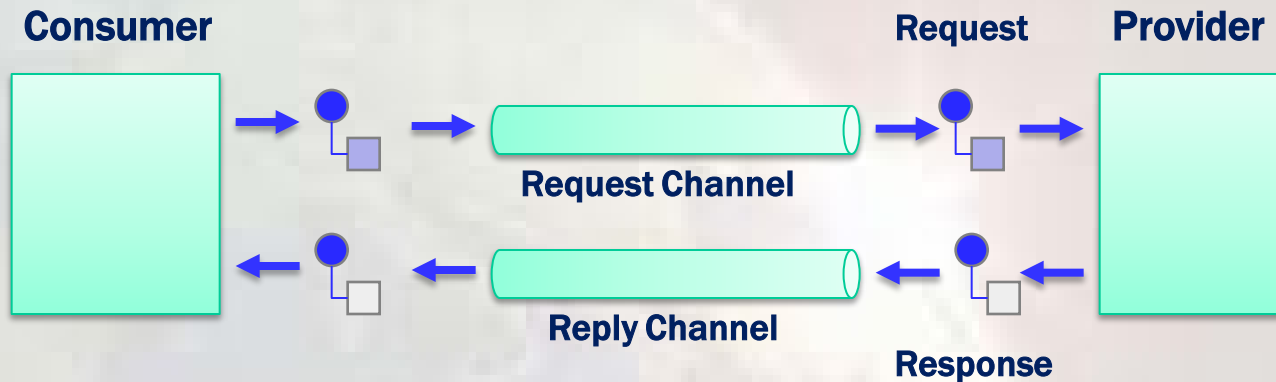 Consumer
Request
Provider
Request Channel
Reply Channel
Response